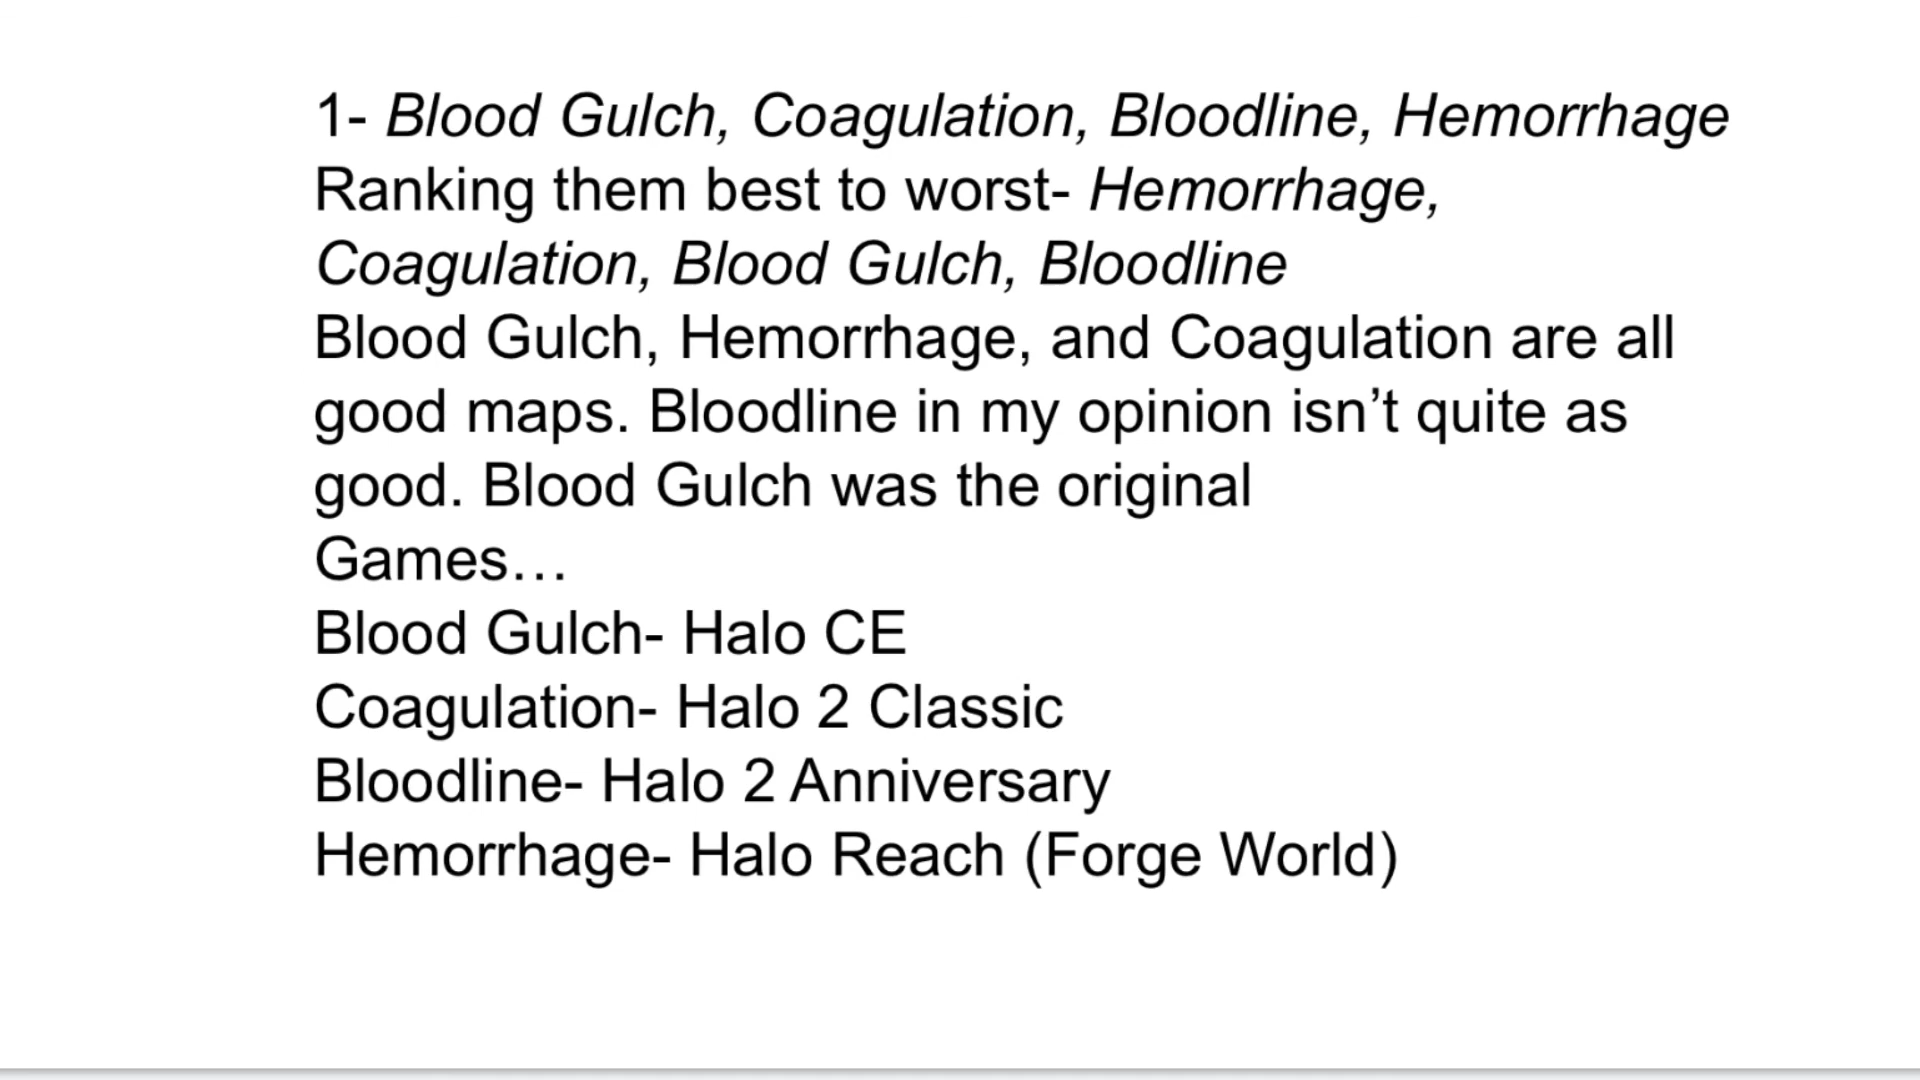 1- Blood Gulch, Coagulation, Bloodline, Hemorrhage
Ranking them best to worst- Hemorrhage,
Coagulation, Blood Gulch, Bloodline
Blood Gulch, Hemorrhage, and Coagulation are all
good maps. Bloodline in my opinion isn’t quite as
good. Blood Gulch was the original
Games…
Blood Gulch- Halo CE
Coagulation- Halo 2 Classic
Bloodline- Halo 2 Anniversary
Hemorrhage- Halo Reach (Forge World)